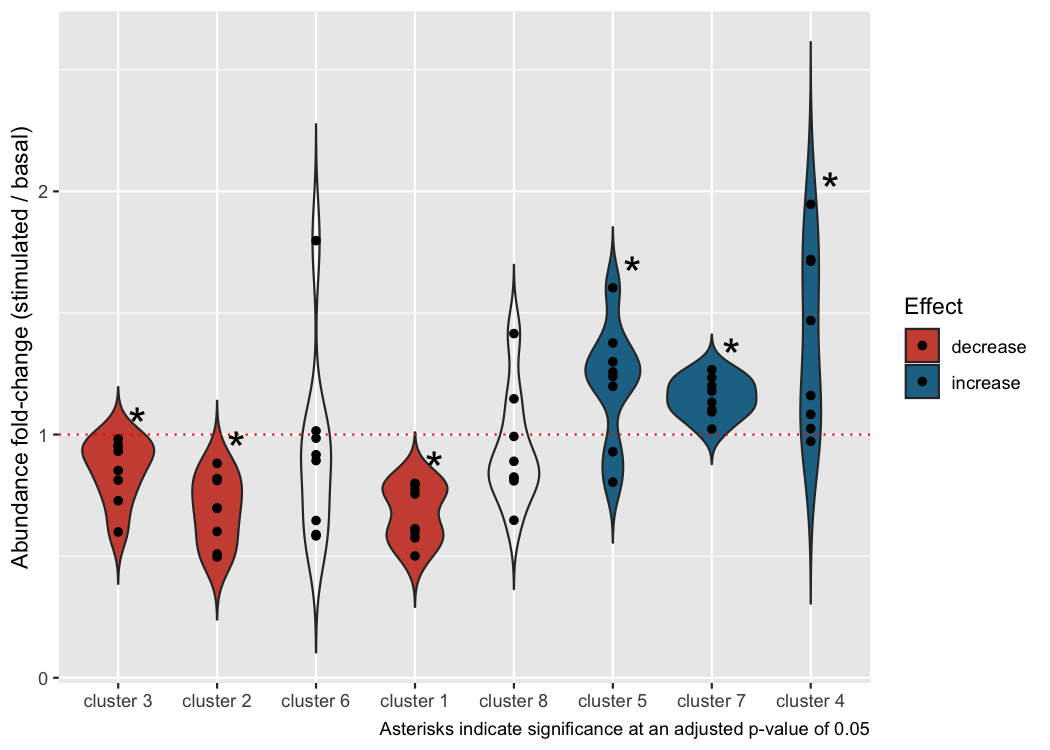 Abundance fold-change (stimulated / basal)
2
1
0
*
*
*
*
*
*
cluster 3
cluster 2
cluster 6
cluster 1
cluster 8
cluster 5
cluster 7
cluster 4
Asterisks indicate significance at an adjusted p-value of 0.05
Effect
decrease
increase